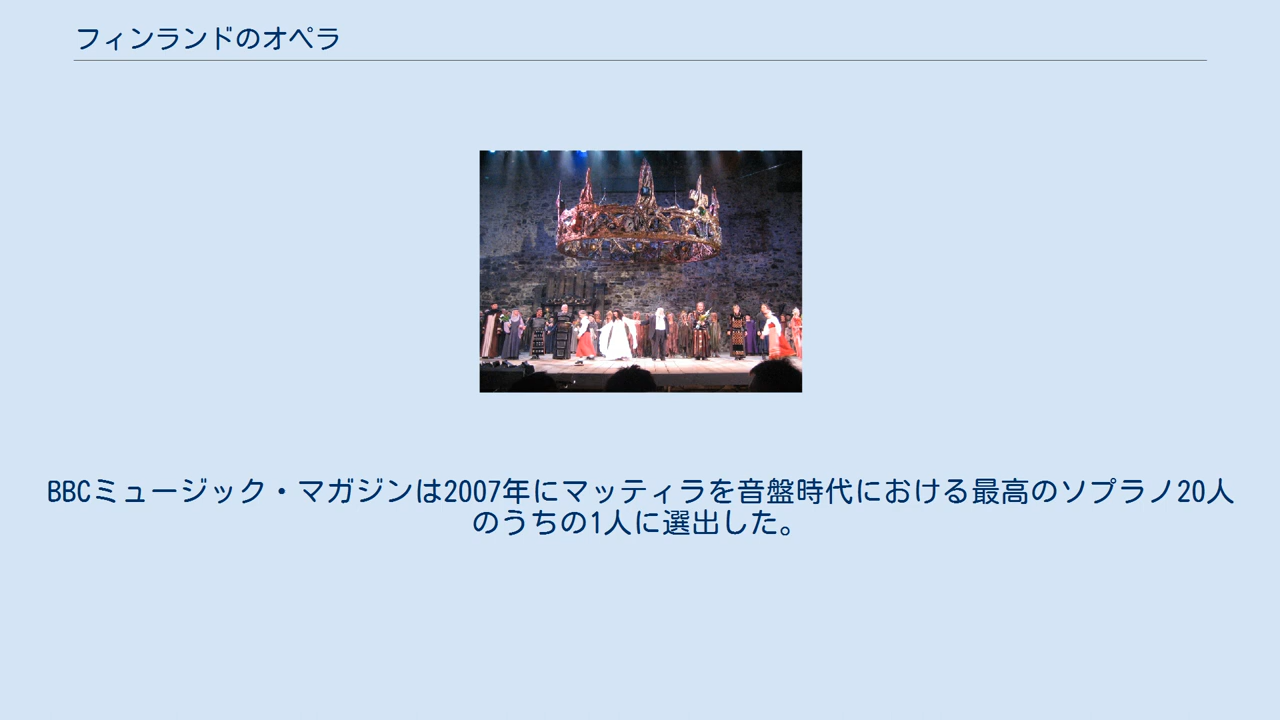 フィンランドのオペラ
BBCミュージック・マガジンは2007年にマッティラを音盤時代における最高のソプラノ20人
のうちの1人に選出した。